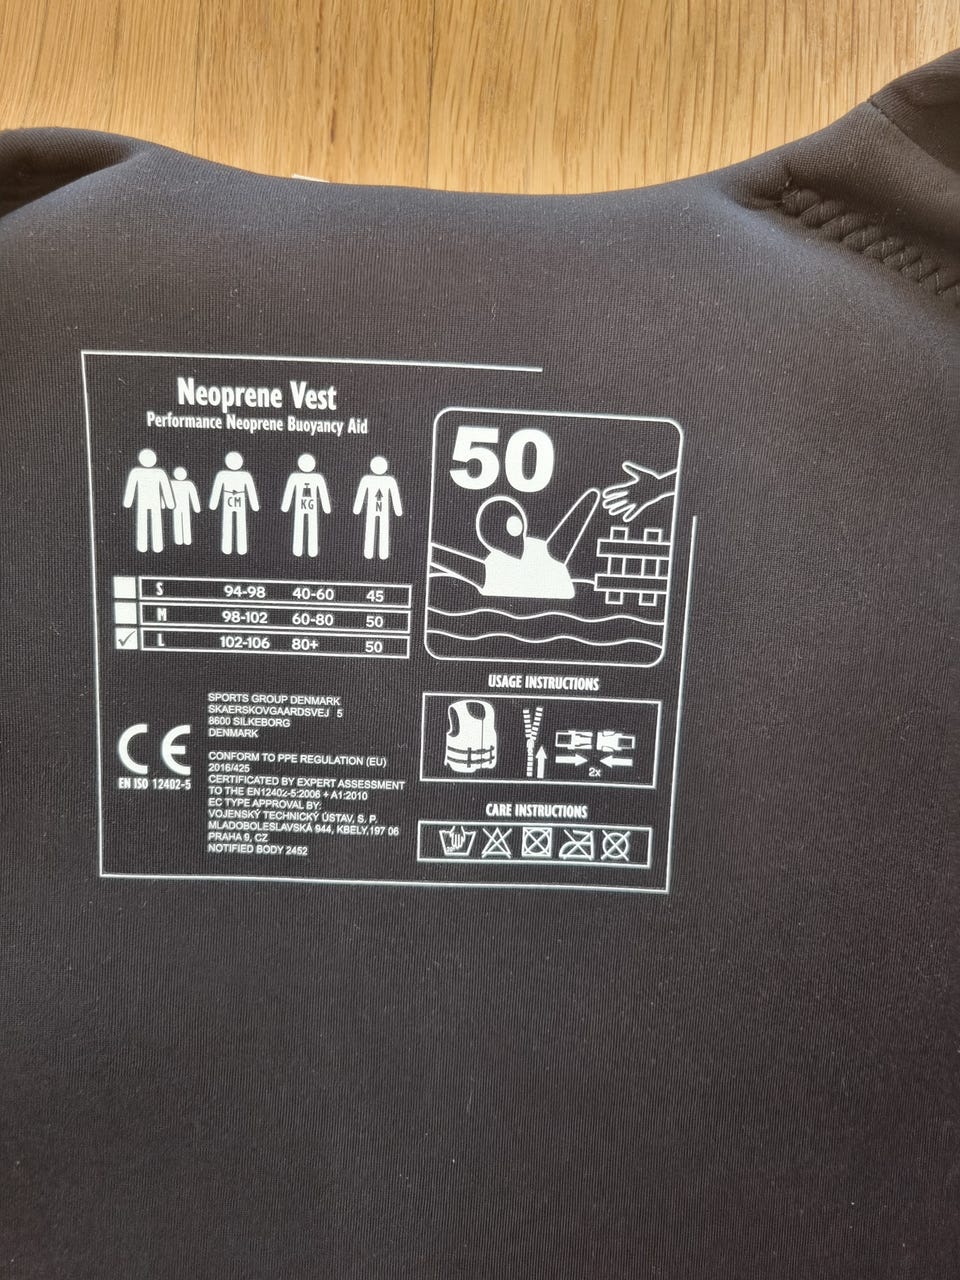 Neoprene Vest
Performance Neoprene Buoyancy Aid
CM KG N
S 94-98 40-60 45
M 98-102 60-80 50
L 102-106 80+ 50
50
CE
EN ISO 12402-5
SPORTS GROUP DENMARK
SKAERSKOVGAARDSVEJ 5
8600 SILKEBORG
DENMARK
CONFORM TO PPE REGULATION (EU)
2016/425
CERTIFICATED BY EXPERT ASSESSMENT
TO THE EN12402-5:2006 + A1:2010
EC TYPE APPROVAL BY:
VOJENSKÝ TECHNICKÝ ÚSTAV, S. P.
MLADOBOLESLAVSKÁ 944, KBELY,197 06
PRAHA 9, CZ
NOTIFIED BODY 2452
USAGE INSTRUCTIONS
2x
CARE INSTRUCTIONS